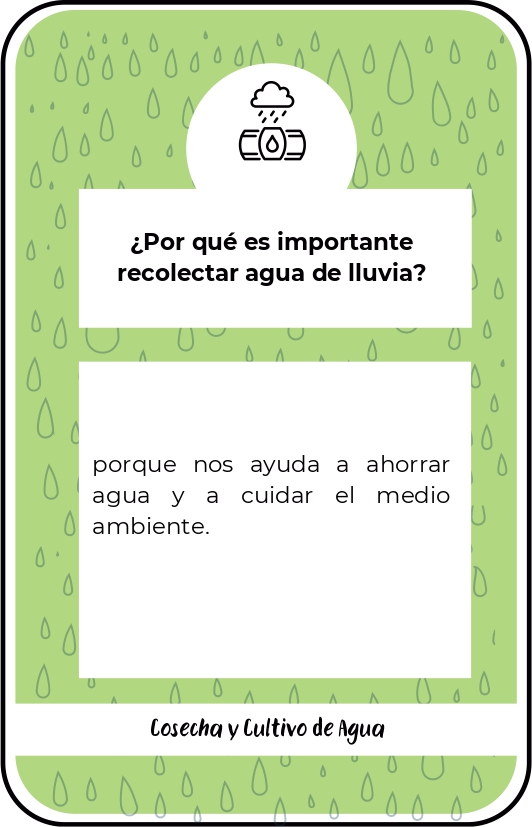 ¿Por qué es importante
recolectar agua de lluvia?
porque nos ayuda a ahorrar
agua y a cuidar el medio
ambiente.
Cosecha y Cultivo de Agua